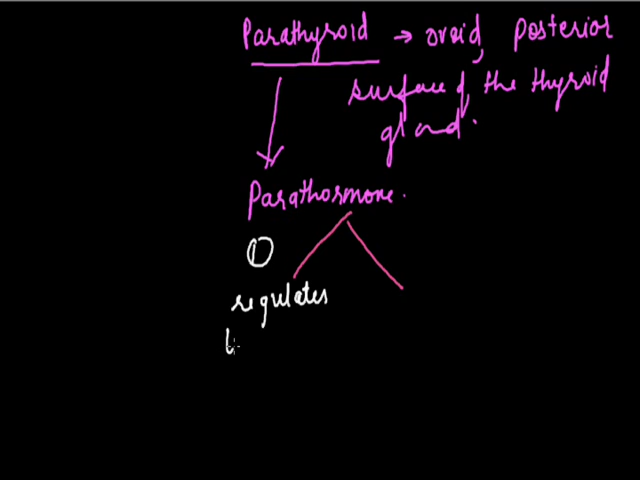 Parathyroid → ovoid, posterior
surface of the thyroid
gland.
Parathormone.
①
regulates